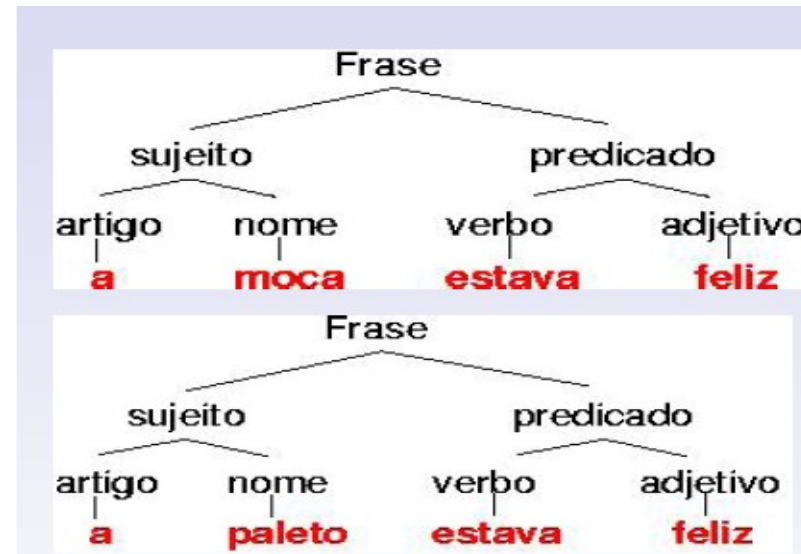 Frase
sujeito predicado
artigo nome verbo adjetivo
a moca estava feliz
Frase
sujeito predicado
artigo nome verbo adjetivo
a paleto estava feliz